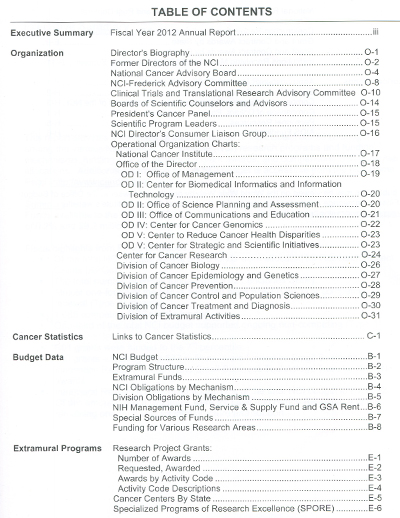 TABLE OF CONTENTS
Executive Summary Fiscal Year 2012 Annual Report iii
Organization Director's Biography O-1
Former Directors of the NCI O-2
National Cancer Advisory Board O-4
NCI-Frederick Advisory Committee O-8
Clinical Trials and Translational Research Advisory Committee O-10
Boards of Scientific Counselors and Advisors O-14
President's Cancer Panel O-15
Scientific Program Leaders O-15
NCI Director's Consumer Liaison Group O-16
Operational Organization Charts:
National Cancer Institute O-17
Office of the Director O-18
OD I: Office of Management O-19
OD II: Center for Biomedical Informatics and Information
Technology O-20
OD II: Office of Science Planning and Assessment O-20
OD III: Office of Communications and Education O-21
OD IV: Center for Cancer Genomics O-22
OD V: Center to Reduce Cancer Health Disparities O-23
OD V: Center for Strategic and Scientific Initiatives O-23
Center for Cancer Research O-24
Division of Cancer Biology O-26
Division of Cancer Epidemiology and Genetics O-27
Division of Cancer Prevention O-28
Division of Cancer Control and Population Sciences O-29
Division of Cancer Treatment and Diagnosis O-30
Division of Extramural Activities O-31
Cancer Statistics Links to Cancer Statistics C-1
Budget Data NCI Budget B-1
Program Structure B-2
Extramural Funds B-3
NCI Obligations by Mechanism B-4
Division Obligations by Mechanism B-5
NIH Management Fund, Service & Supply Fund and GSA Rent B-6
Special Sources of Funds B-7
Funding for Various Research Areas B-8
Extramural Programs Research Project Grants:
Number of Awards E-1
Requested, Awarded E-2
Awards by Activity Code E-3
Activity Code Descriptions E-4
Cancer Centers By State E-5
Specialized Programs of Research Excellence (SPORE) E-6